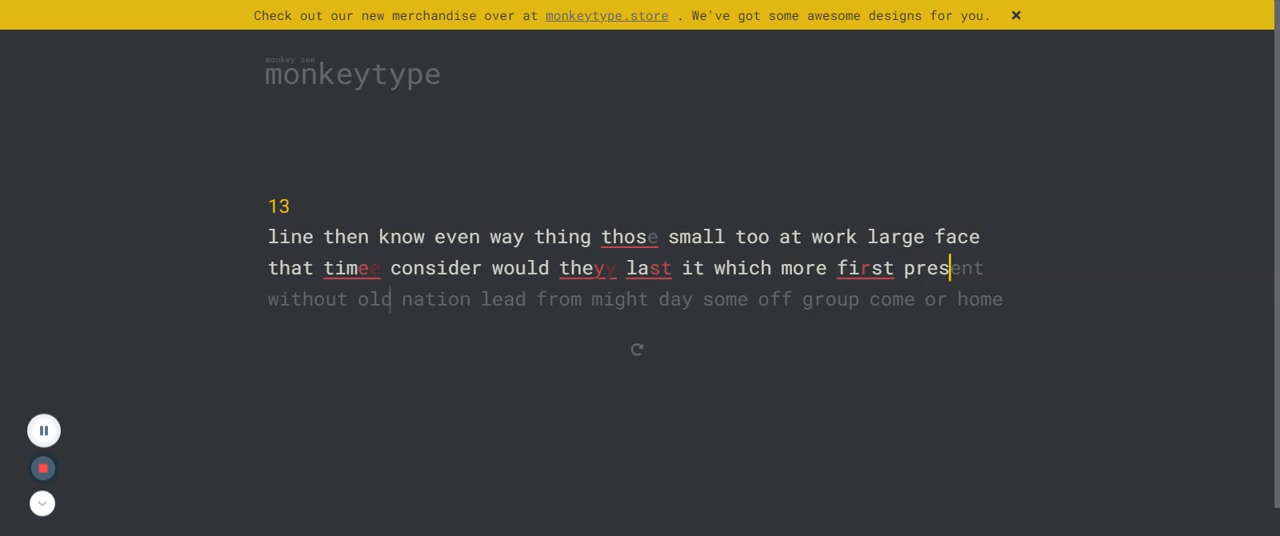 Check out our new merchandise over at monkeytype.store . We've got some awesome designs for you.
monkey see
monkeytype
13
line then know even way thing those small too at work large face
that timee consider would theyy last it which more first present
without old nation lead from might day some off group come or home